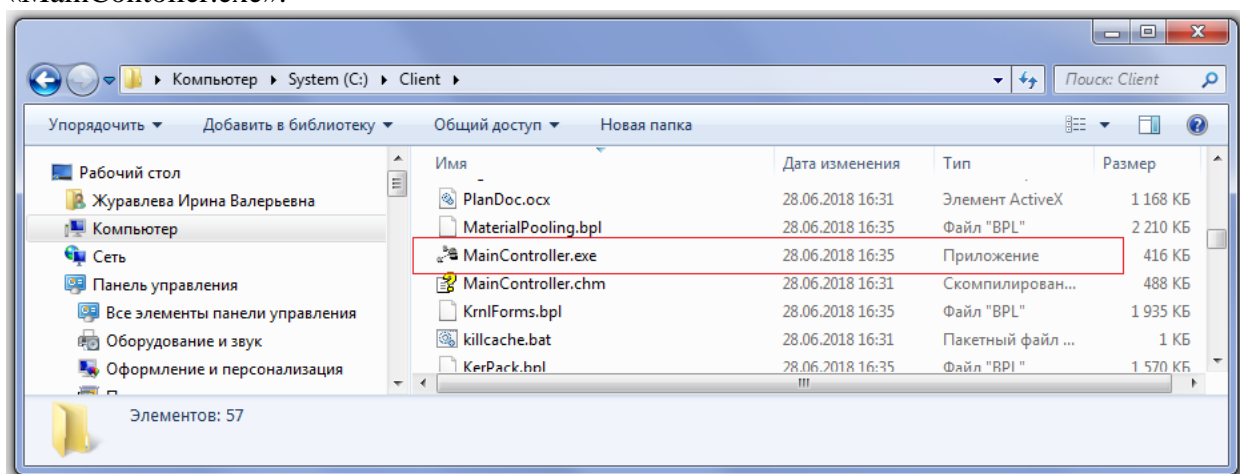 «MainContoller.exe».
Компьютер System (C:) Client Поиск: Client
Упорядочить Добавить в библиотеку Общий доступ Новая папка
Рабочий стол
Журавлева Ирина Валерьевна
Компьютер
Сеть
Панель управления
Все элементы панели управления
Оборудование и звук
Оформление и персонализация
Имя Дата изменения Тип Размер
PlanDoc.ocx 28.06.2018 16:31 Элемент ActiveX 1 168 КБ
MaterialPooling.bpl 28.06.2018 16:35 Файл "BPL" 2 210 КБ
MainController.exe 28.06.2018 16:35 Приложение 416 КБ
MainController.chm 28.06.2018 16:31 Скомпилирован... 488 КБ
KrnlForms.bpl 28.06.2018 16:35 Файл "BPL" 1 935 КБ
killcache.bat 28.06.2018 16:31 Пакетный файл ... 1 КБ
KerPack.bpl 28.06.2018 16:35 Файл "BPL" 1 570 КБ
Элементов: 57